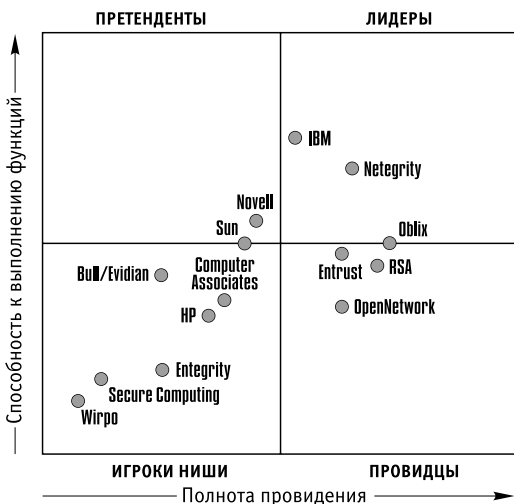 ПРЕТЕНДЕНТЫ
ЛИДЕРЫ
Способность к выполнению функций
IBM
Netegrity
Novell
Sun
Oblix
Bull/Evidian
Computer
Associates
Entrust
RSA
HP
OpenNetwork
Entegrity
Secure Computing
Wirpo
ИГРОКИ НИШИ
ПРОВИДЦЫ
Полнота провидения